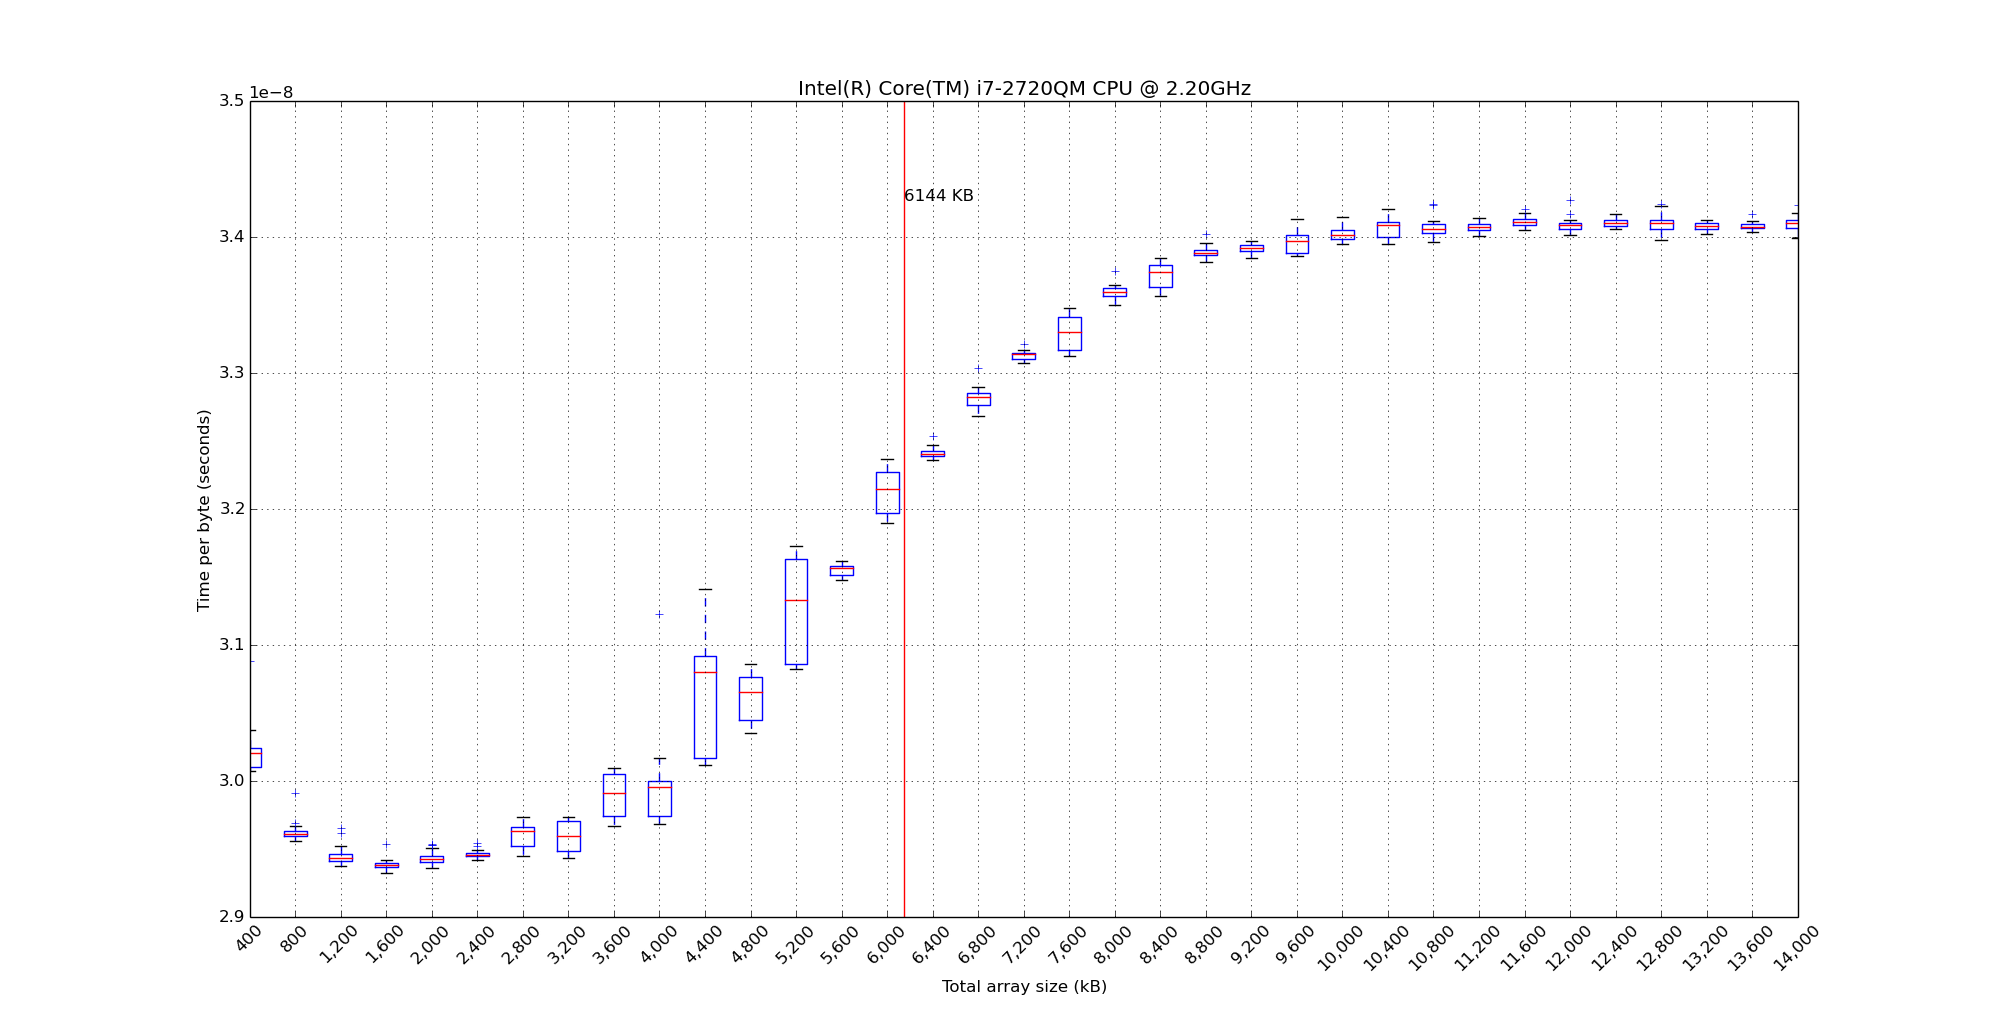 Intel(R) Core(TM) i7-2720QM CPU @ 2.20GHz
1e−8
3.5
6144 KB
3.4
3.3
3.2
3.1
3.0
2.9
Time per byte (seconds)
400 800 1,200 1,600 2,000 2,400 2,800 3,200 3,600 4,000 4,400 4,800 5,200 5,600 6,000 6,400 6,800 7,200 7,600 8,000 8,400 8,800 9,200 9,600 10,000 10,400 10,800 11,200 11,600 12,000 12,400 12,800 13,200 13,600 14,000
Total array size (kB)